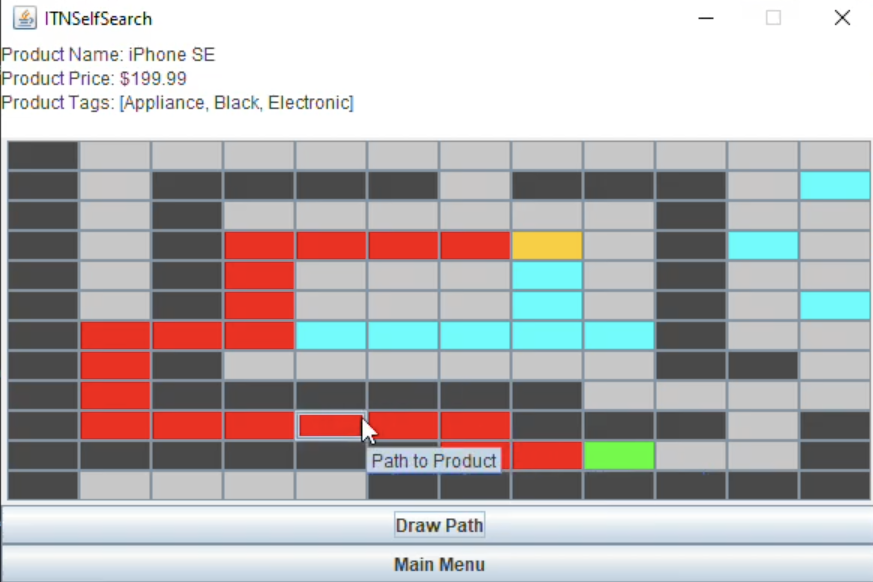 ITNSelfSearch
Product Name: iPhone SE
Product Price: $199.99
Product Tags: [Appliance, Black, Electronic]
Path to Product
Draw Path
Main Menu